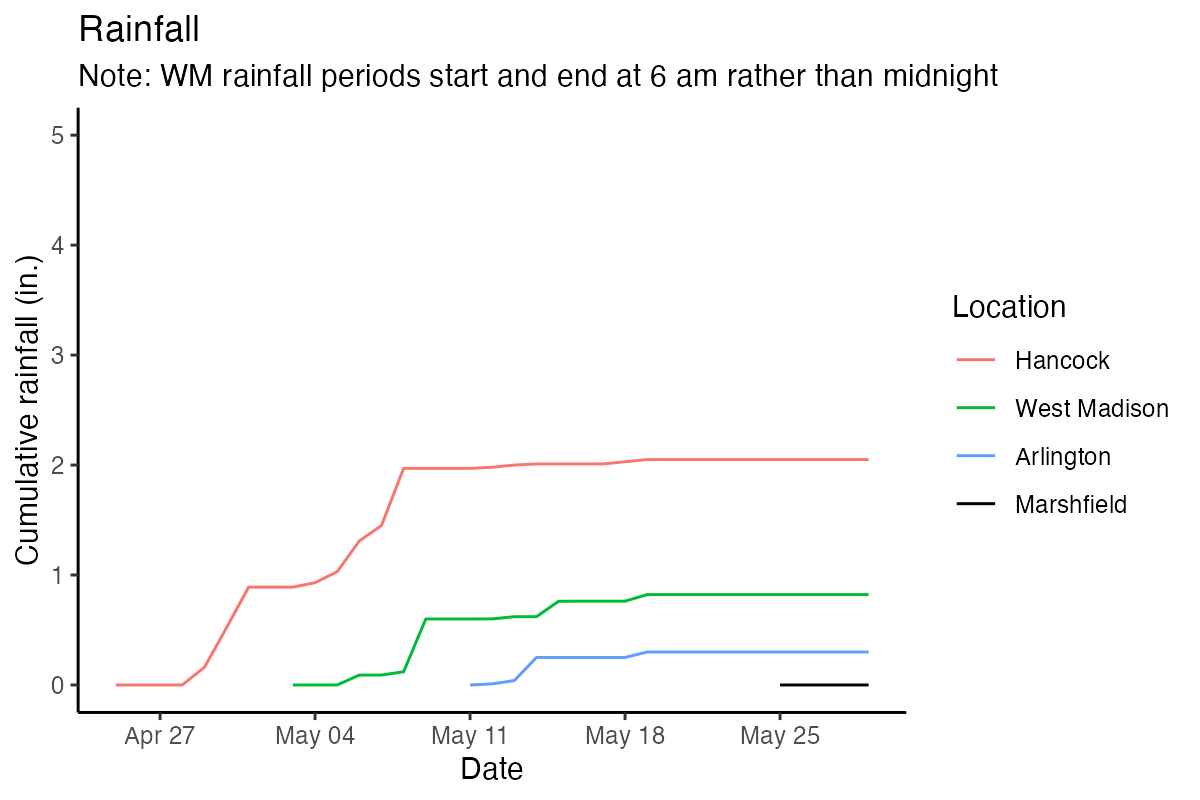 Rainfall
Note: WM rainfall periods start and end at 6 am rather than midnight
Cumulative rainfall (in.)
5
4
3
2
1
0
Apr 27
May 04
May 11
May 18
May 25
Date
Location
Hancock
West Madison
Arlington
Marshfield